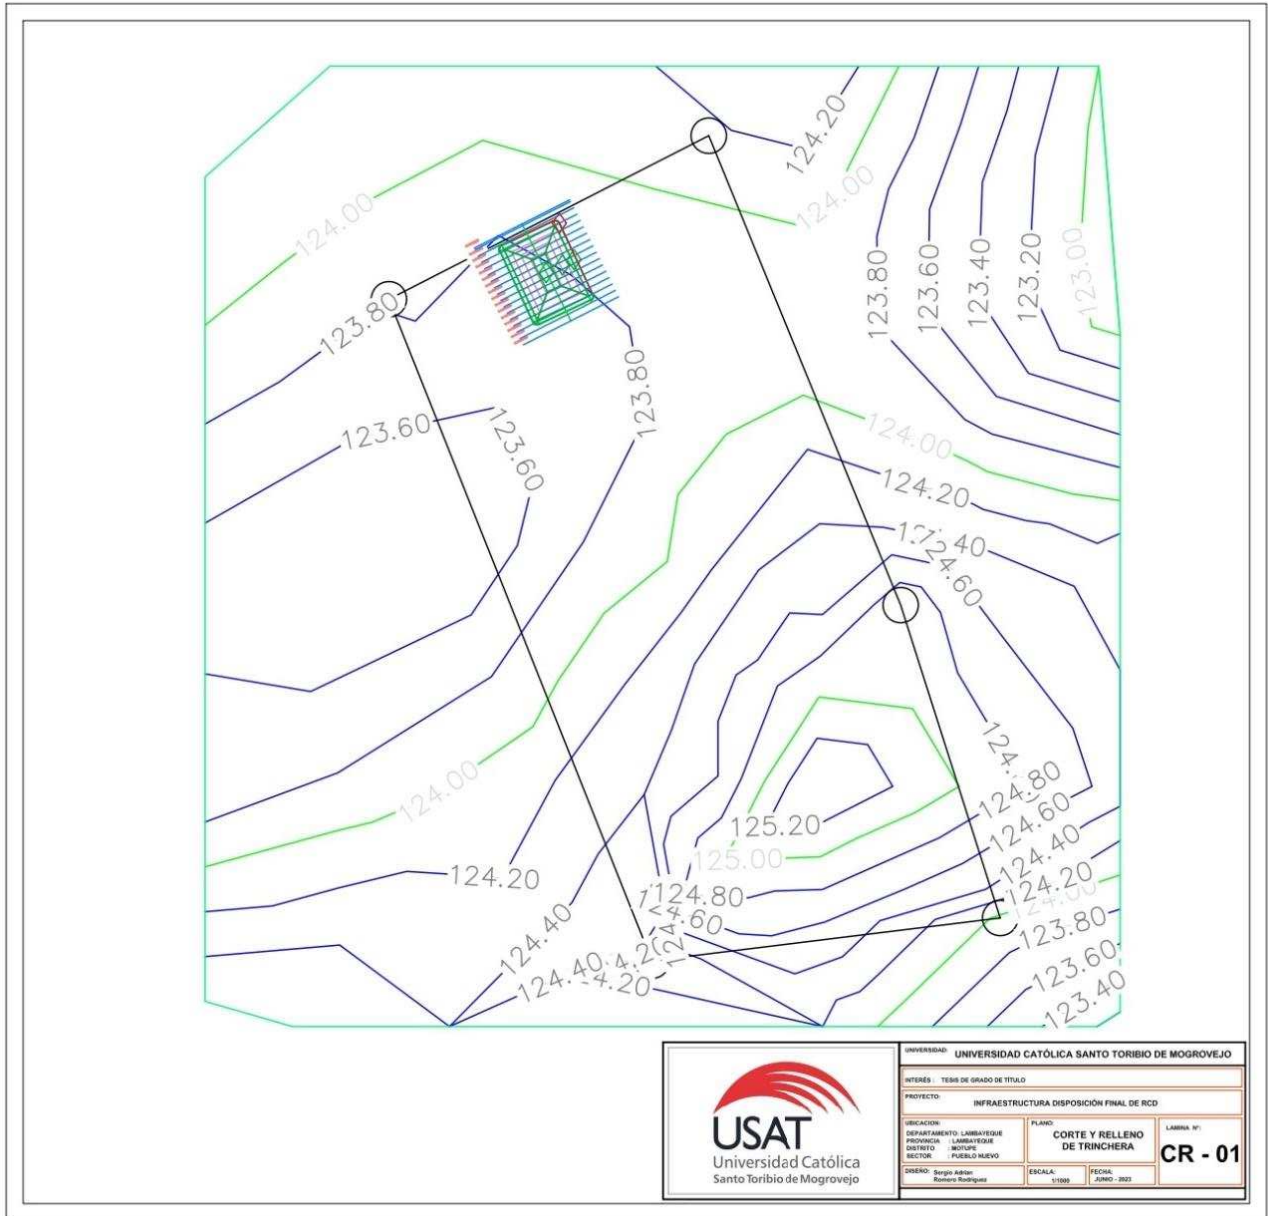 124.20
124.00
124.00
123.80
123.60
123.40
123.20
123.00
123.80
123.80
123.60
123.60
124.00
124.20
124.60
124.00
124.20
125.20
125.00
124.80
124.40
124.40
124.80
124.60
124.40
124.20
124.00
123.80
123.60
123.40
USAT
Universidad Católica
Santo Toribio de Mogrovejo
UNIVERSIDAD: UNIVERSIDAD CATÓLICA SANTO TORIBIO DE MOGROVEJO
INTERÉS : TESIS DE GRADO DE TÍTULO
PROYECTO: INFRAESTRUCTURA DISPOSICIÓN FINAL DE RCD
UBICACION:
DEPARTAMENTO: LAMBAYEQUE
PROVINCIA : LAMBAYEQUE
DISTRITO : MOTUPE
SECTOR : PUEBLO NUEVO
PLANO:
CORTE Y RELLENO
DE TRINCHERA
LAMINA Nº:
CR - 01
DISEÑO: Sergio Adrian
Romero Rodriguez
ESCALA:
1/1000
FECHA:
JUNIO - 2023